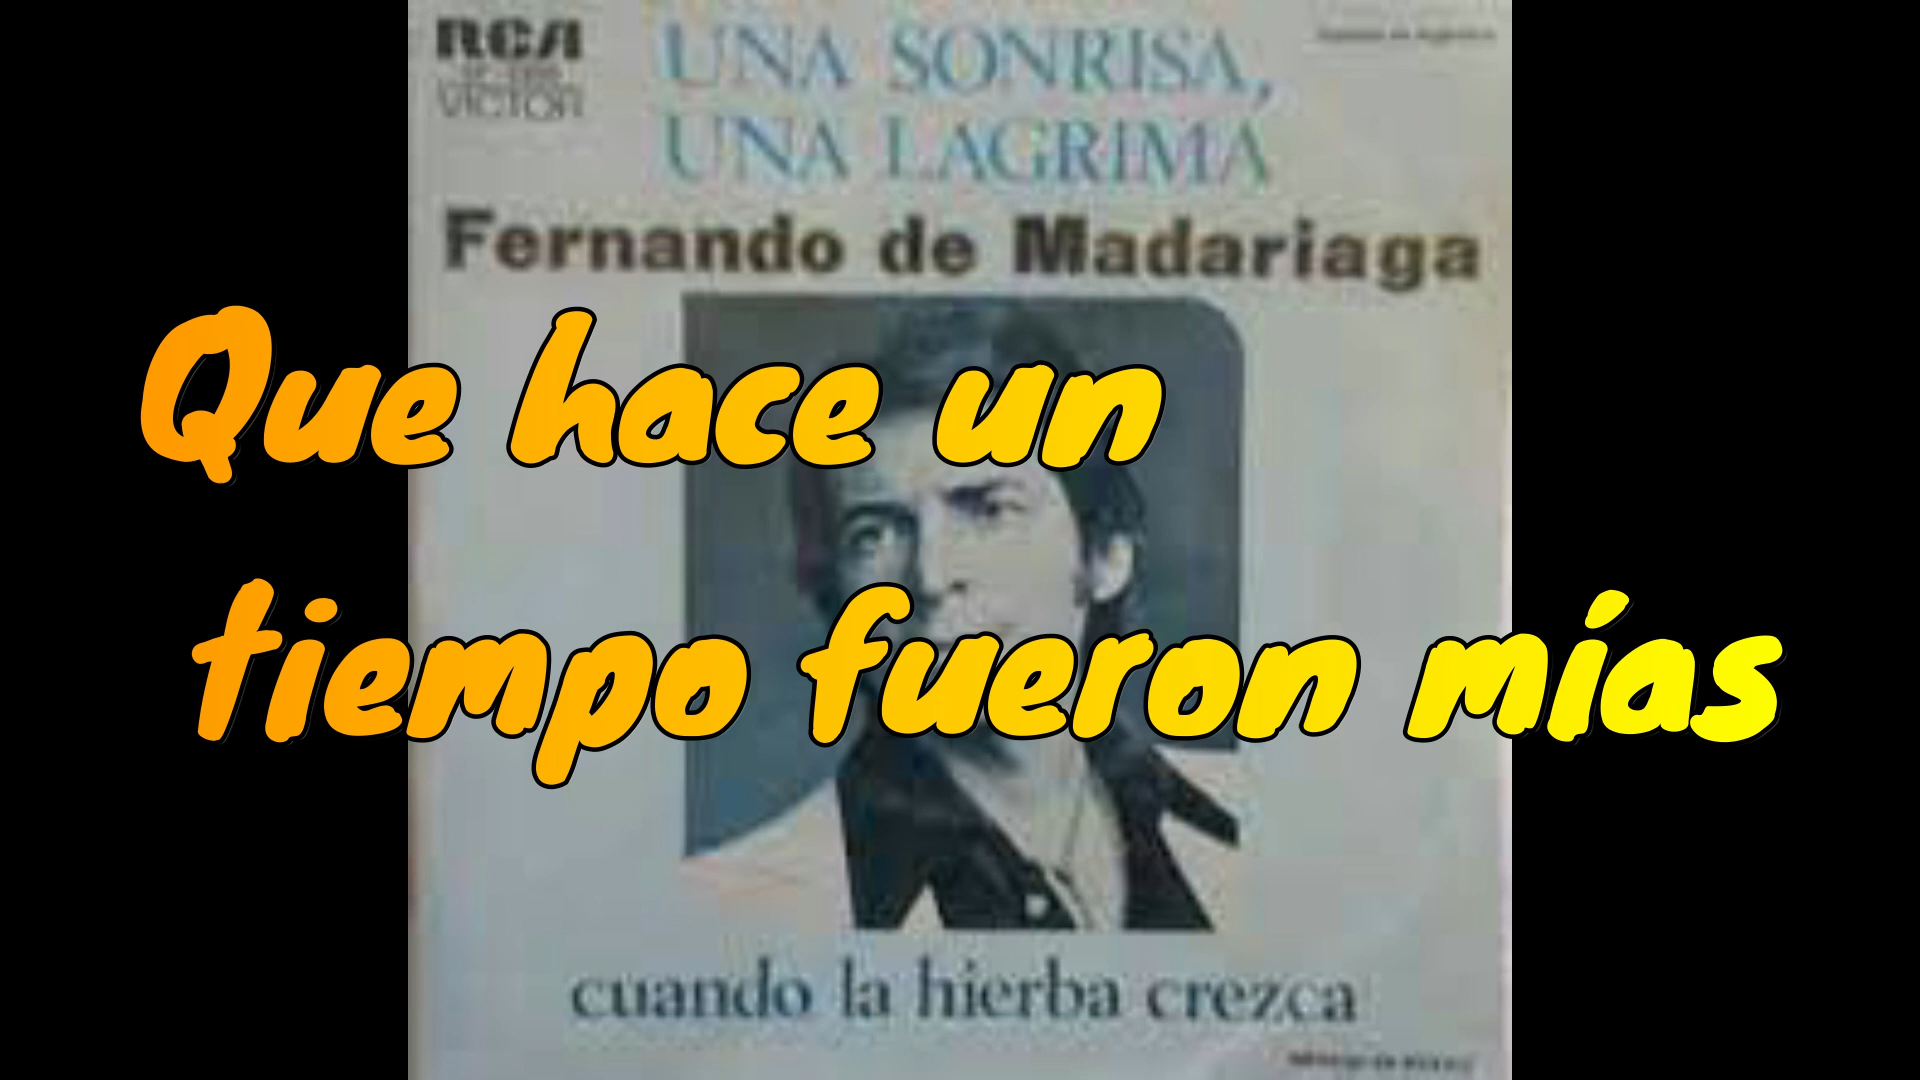 RCA
VICTOR
UNA SONRISA,
UNA LAGRIMA
Fernando de Madariaga
Que hace un
tiempo fueron mías
cuando la hierba crezca